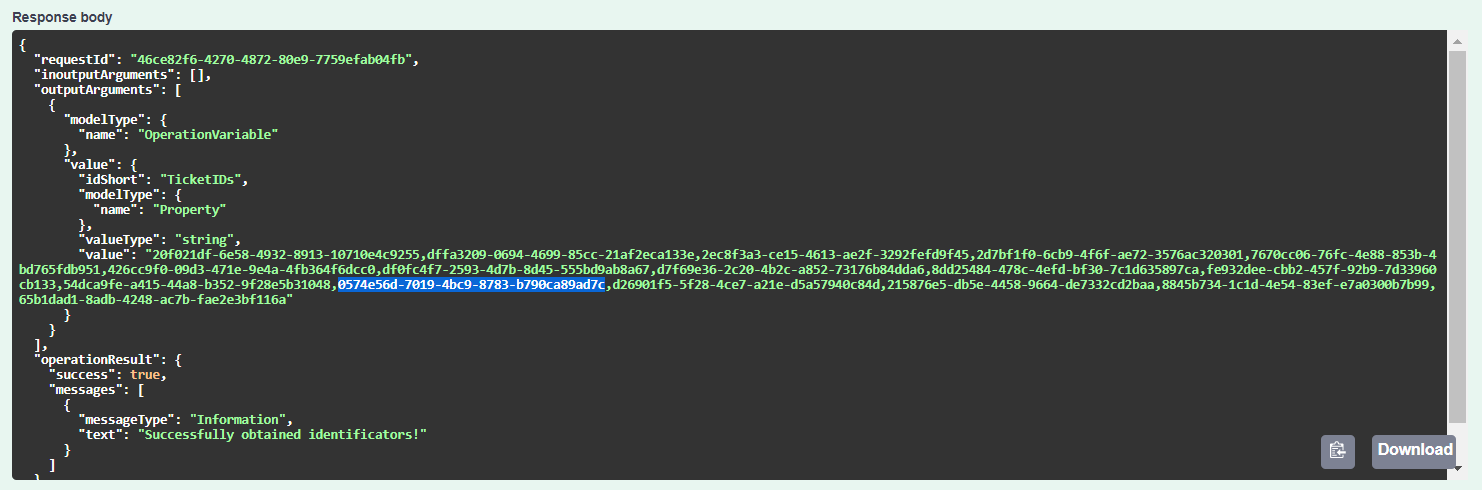 Response body
{
  "requestId": "46ce82f6-4270-4872-80e9-7759efab04fb",
  "inoutputArguments": [],
  "outputArguments": [
    {
      "modelType": {
        "name": "OperationVariable"
      },
      "value": {
        "idShort": "TicketIDs",
        "modelType": {
          "name": "Property"
        },
        "valueType": "string",
        "value": "20f021df-6e58-4932-8913-10710e4c9255,dffa3209-0694-4699-85cc-21af2eca133e,2ec8f3a3-ce15-4613-ae2f-3292fefd9f45,2d7bf1f0-6cb9-4f6f-ae72-3576ac320301,7670cc06-76fc-4e88-853b-4
bd765fdb951,426cc9f0-09d3-471e-9e4a-4fb364f6dcc0,df0fc4f7-2593-4d7b-8d45-555bd9ab8a67,d7f69e36-2c20-4b2c-a852-73176b84dda6,8dd25484-478c-4efd-bf30-7c1d635897ca,fe932dee-cbb2-457f-92b9-7d33960
cb133,54dca9fe-a415-44a8-b352-9f28e5b31048,0574e56d-7019-4bc9-8783-b790ca89ad7c,d26901f5-5f28-4ce7-a21e-d5a57940c84d,215876e5-db5e-4458-9664-de7332cd2baa,8845b734-1c1d-4e54-83ef-e7a0300b7b99,
65b1dad1-8adb-4248-ac7b-fae2e3bf116a"
      }
    }
  ],
  "operationResult": {
    "success": true,
    "messages": [
      {
        "messageType": "Information",
        "text": "Successfully obtained identificators!"
      }
    ]
Download